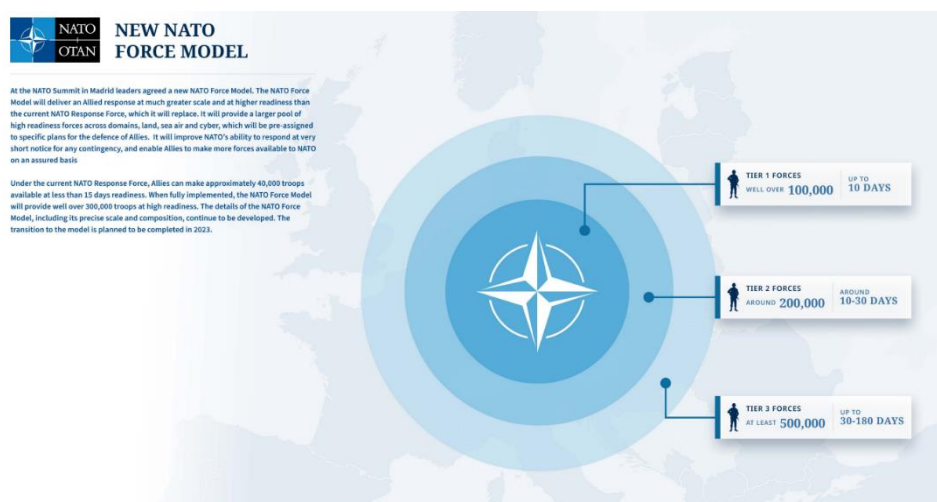 NATO
OTAN
NEW NATO
FORCE MODEL
At the NATO Summit in Madrid leaders agreed a new NATO Force Model. The NATO Force
Model will deliver an Allied response at much greater scale and at higher readiness than
the current NATO Response Force, which it will replace. It will provide a larger pool of
high readiness forces across domains, land, sea air and cyber, which will be pre-assigned
to specific plans for the defence of Allies. It will improve NATO's ability to respond at very
short notice for any contingency, and enable Allies to make more forces available to NATO
on an assured basis
Under the current NATO Response Force, Allies can make approximately 40,000 troops
available at less than 15 days readiness. When fully implemented, the NATO Force Model
will provide well over 300,000 troops at high readiness. The details of the NATO Force
Model, including its precise scale and composition, continue to be developed. The
transition to the model is planned to be completed in 2023.
TIER 1 FORCES
WELL OVER 100,000
UP TO
10 DAYS
TIER 2 FORCES
AROUND 200,000
AROUND
10-30 DAYS
TIER 3 FORCES
AT LEAST 500,000
UP TO
30-180 DAYS